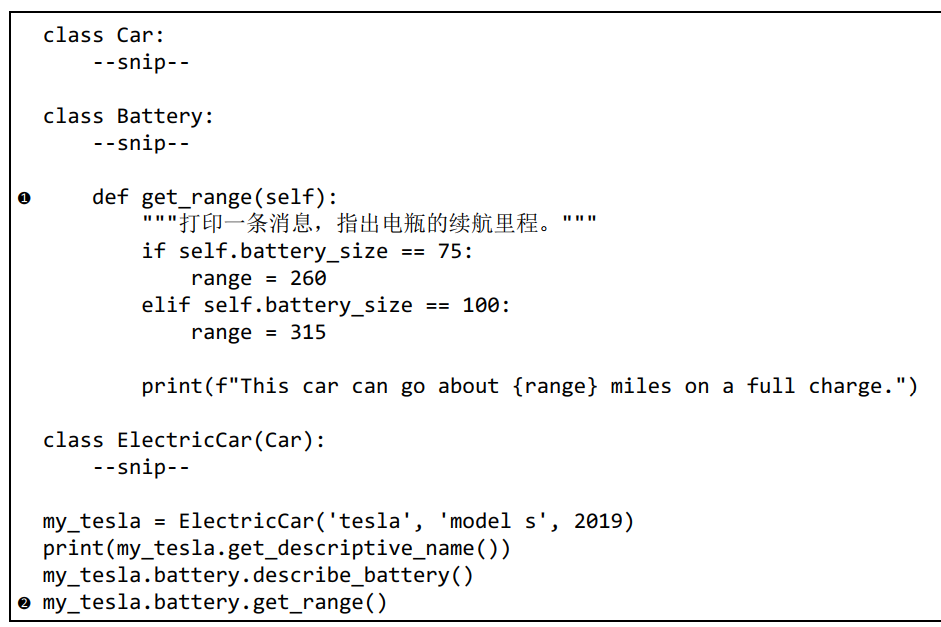 class Car:
    --snip--

class Battery:
    --snip--

❶    def get_range(self):
        """打印一条消息，指出电瓶的续航里程。"""
        if self.battery_size == 75:
            range = 260
        elif self.battery_size == 100:
            range = 315

        print(f"This car can go about {range} miles on a full charge.")

class ElectricCar(Car):
    --snip--

my_tesla = ElectricCar('tesla', 'model s', 2019)
print(my_tesla.get_descriptive_name())
my_tesla.battery.describe_battery()
❷ my_tesla.battery.get_range()